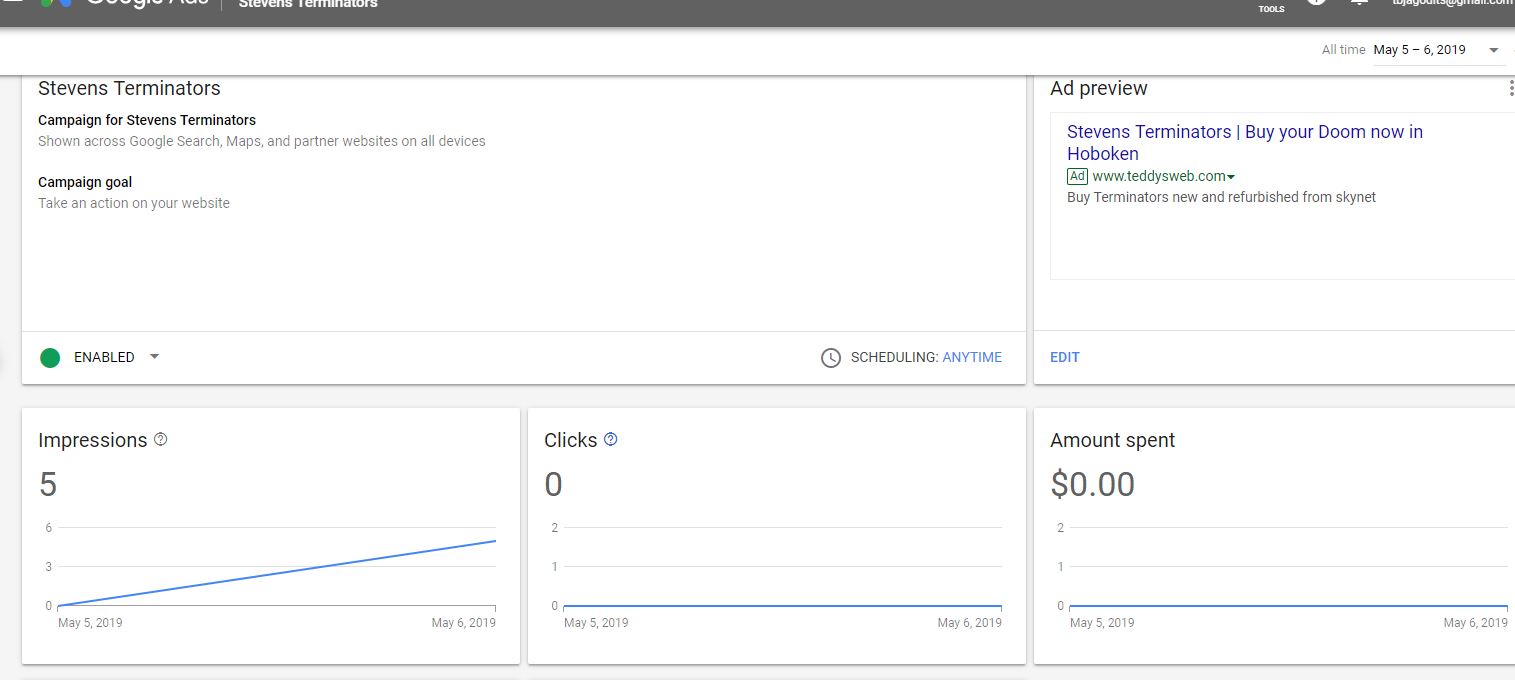 Google Ads
Stevens Terminators
TOOLS
tbjagodits@gmail.com
All time May 5 – 6, 2019
Stevens Terminators
Campaign for Stevens Terminators
Shown across Google Search, Maps, and partner websites on all devices
Campaign goal
Take an action on your website
ENABLED
SCHEDULING: ANYTIME
Ad preview
Stevens Terminators | Buy your Doom now in
Hoboken
Ad www.teddysweb.com
Buy Terminators new and refurbished from skynet
EDIT
Impressions ?
5
6
3
0
May 5, 2019 May 6, 2019
Clicks ?
0
2
1
0
May 5, 2019 May 6, 2019
Amount spent
$0.00
2
1
0
May 5, 2019 May 6, 2019